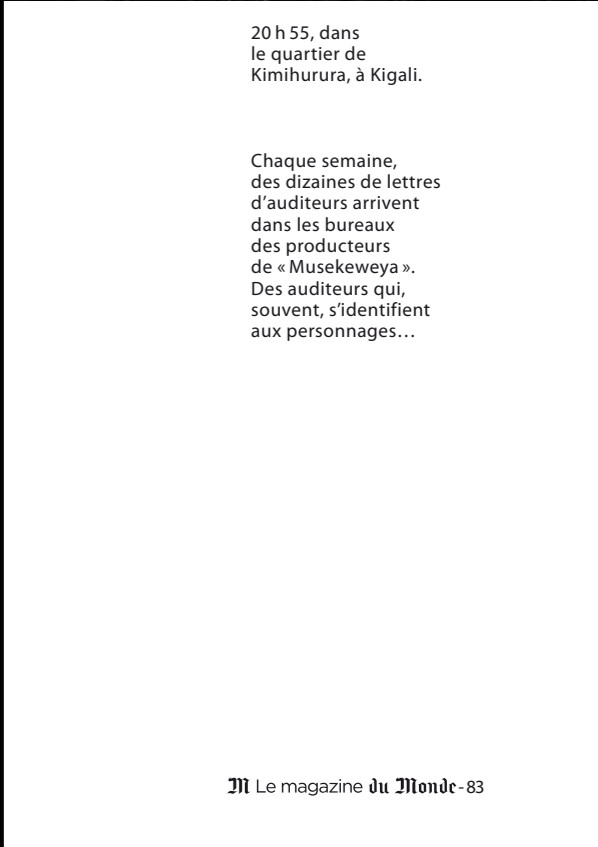 20 h 55, dans
le quartier de
Kimihurura, à Kigali.
Chaque semaine,
des dizaines de lettres
d’auditeurs arrivent
dans les bureaux
des producteurs
de « Musekeweya ».
Des auditeurs qui,
souvent, s’identifient
aux personnages…
M Le magazine du Monde - 83